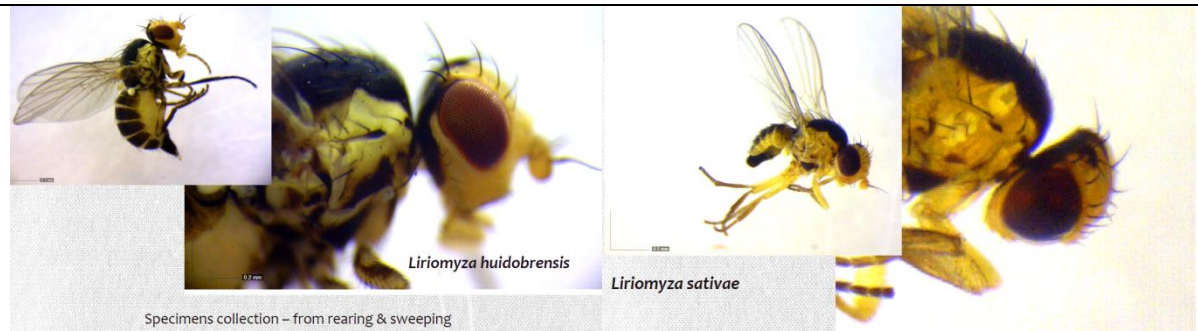 Liriomyza huidobrensis
Liriomyza sativae
Specimens collection – from rearing & sweeping
0.2 mm